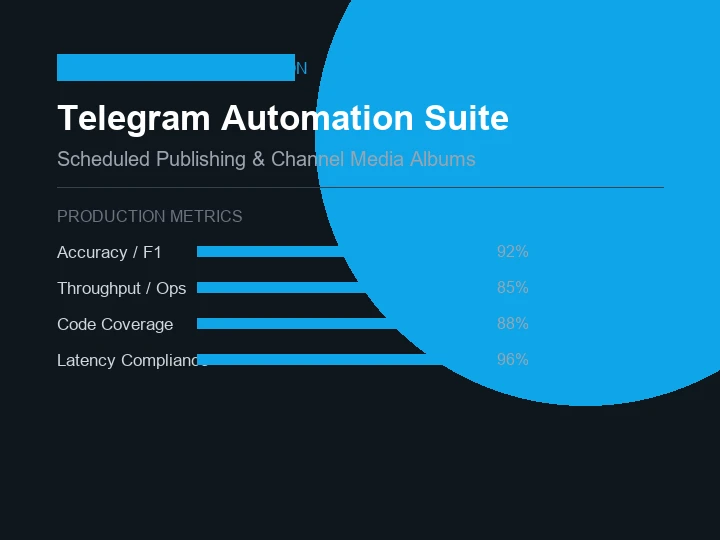 Telegram Automation Suite
Scheduled Publishing & Channel Media Albums
PRODUCTION METRICS
Accuracy / F1 92%
Throughput / Ops 85%
Code Coverage 88%
Latency Compliance 96%